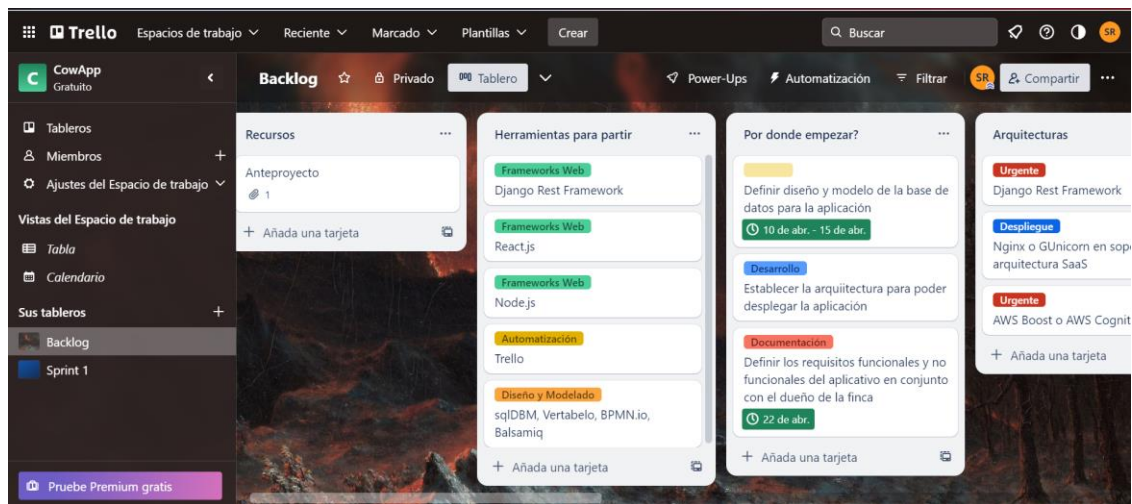 Trello Espacios de trabajo Reciente Marcado Plantillas Crear Buscar SR
C CowApp
Gratuito
Backlog Privado Tablero Power-Ups Automatización Filtrar SR Compartir
Tableros
Miembros
Ajustes del Espacio de trabajo
Vistas del Espacio de trabajo
Tabla
Calendario
Sus tableros
Backlog
Sprint 1
Pruebe Premium gratis
Recursos
Anteproyecto
1
Añada una tarjeta
Herramientas para partir
Frameworks Web
Django Rest Framework
Frameworks Web
React.js
Frameworks Web
Node.js
Automatización
Trello
Diseño y Modelado
sqlDBM, Vertabelo, BPMN.io,
Balsamiq
Añada una tarjeta
Por donde empezar?
Definir diseño y modelo de la base de
datos para la aplicación
10 de abr. - 15 de abr.
Desarrollo
Establecer la arquiitectura para poder
desplegar la aplicación
Documentación
Definir los requisitos funcionales y no
funcionales del aplicativo en conjunto
con el dueño de la finca
22 de abr.
Añada una tarjeta
Arquitecturas
Urgente
Django Rest Framework
Despliegue
Nginx o GUnicorn en sopo
arquitectura SaaS
Urgente
AWS Boost o AWS Cognit
Añada una tarjeta